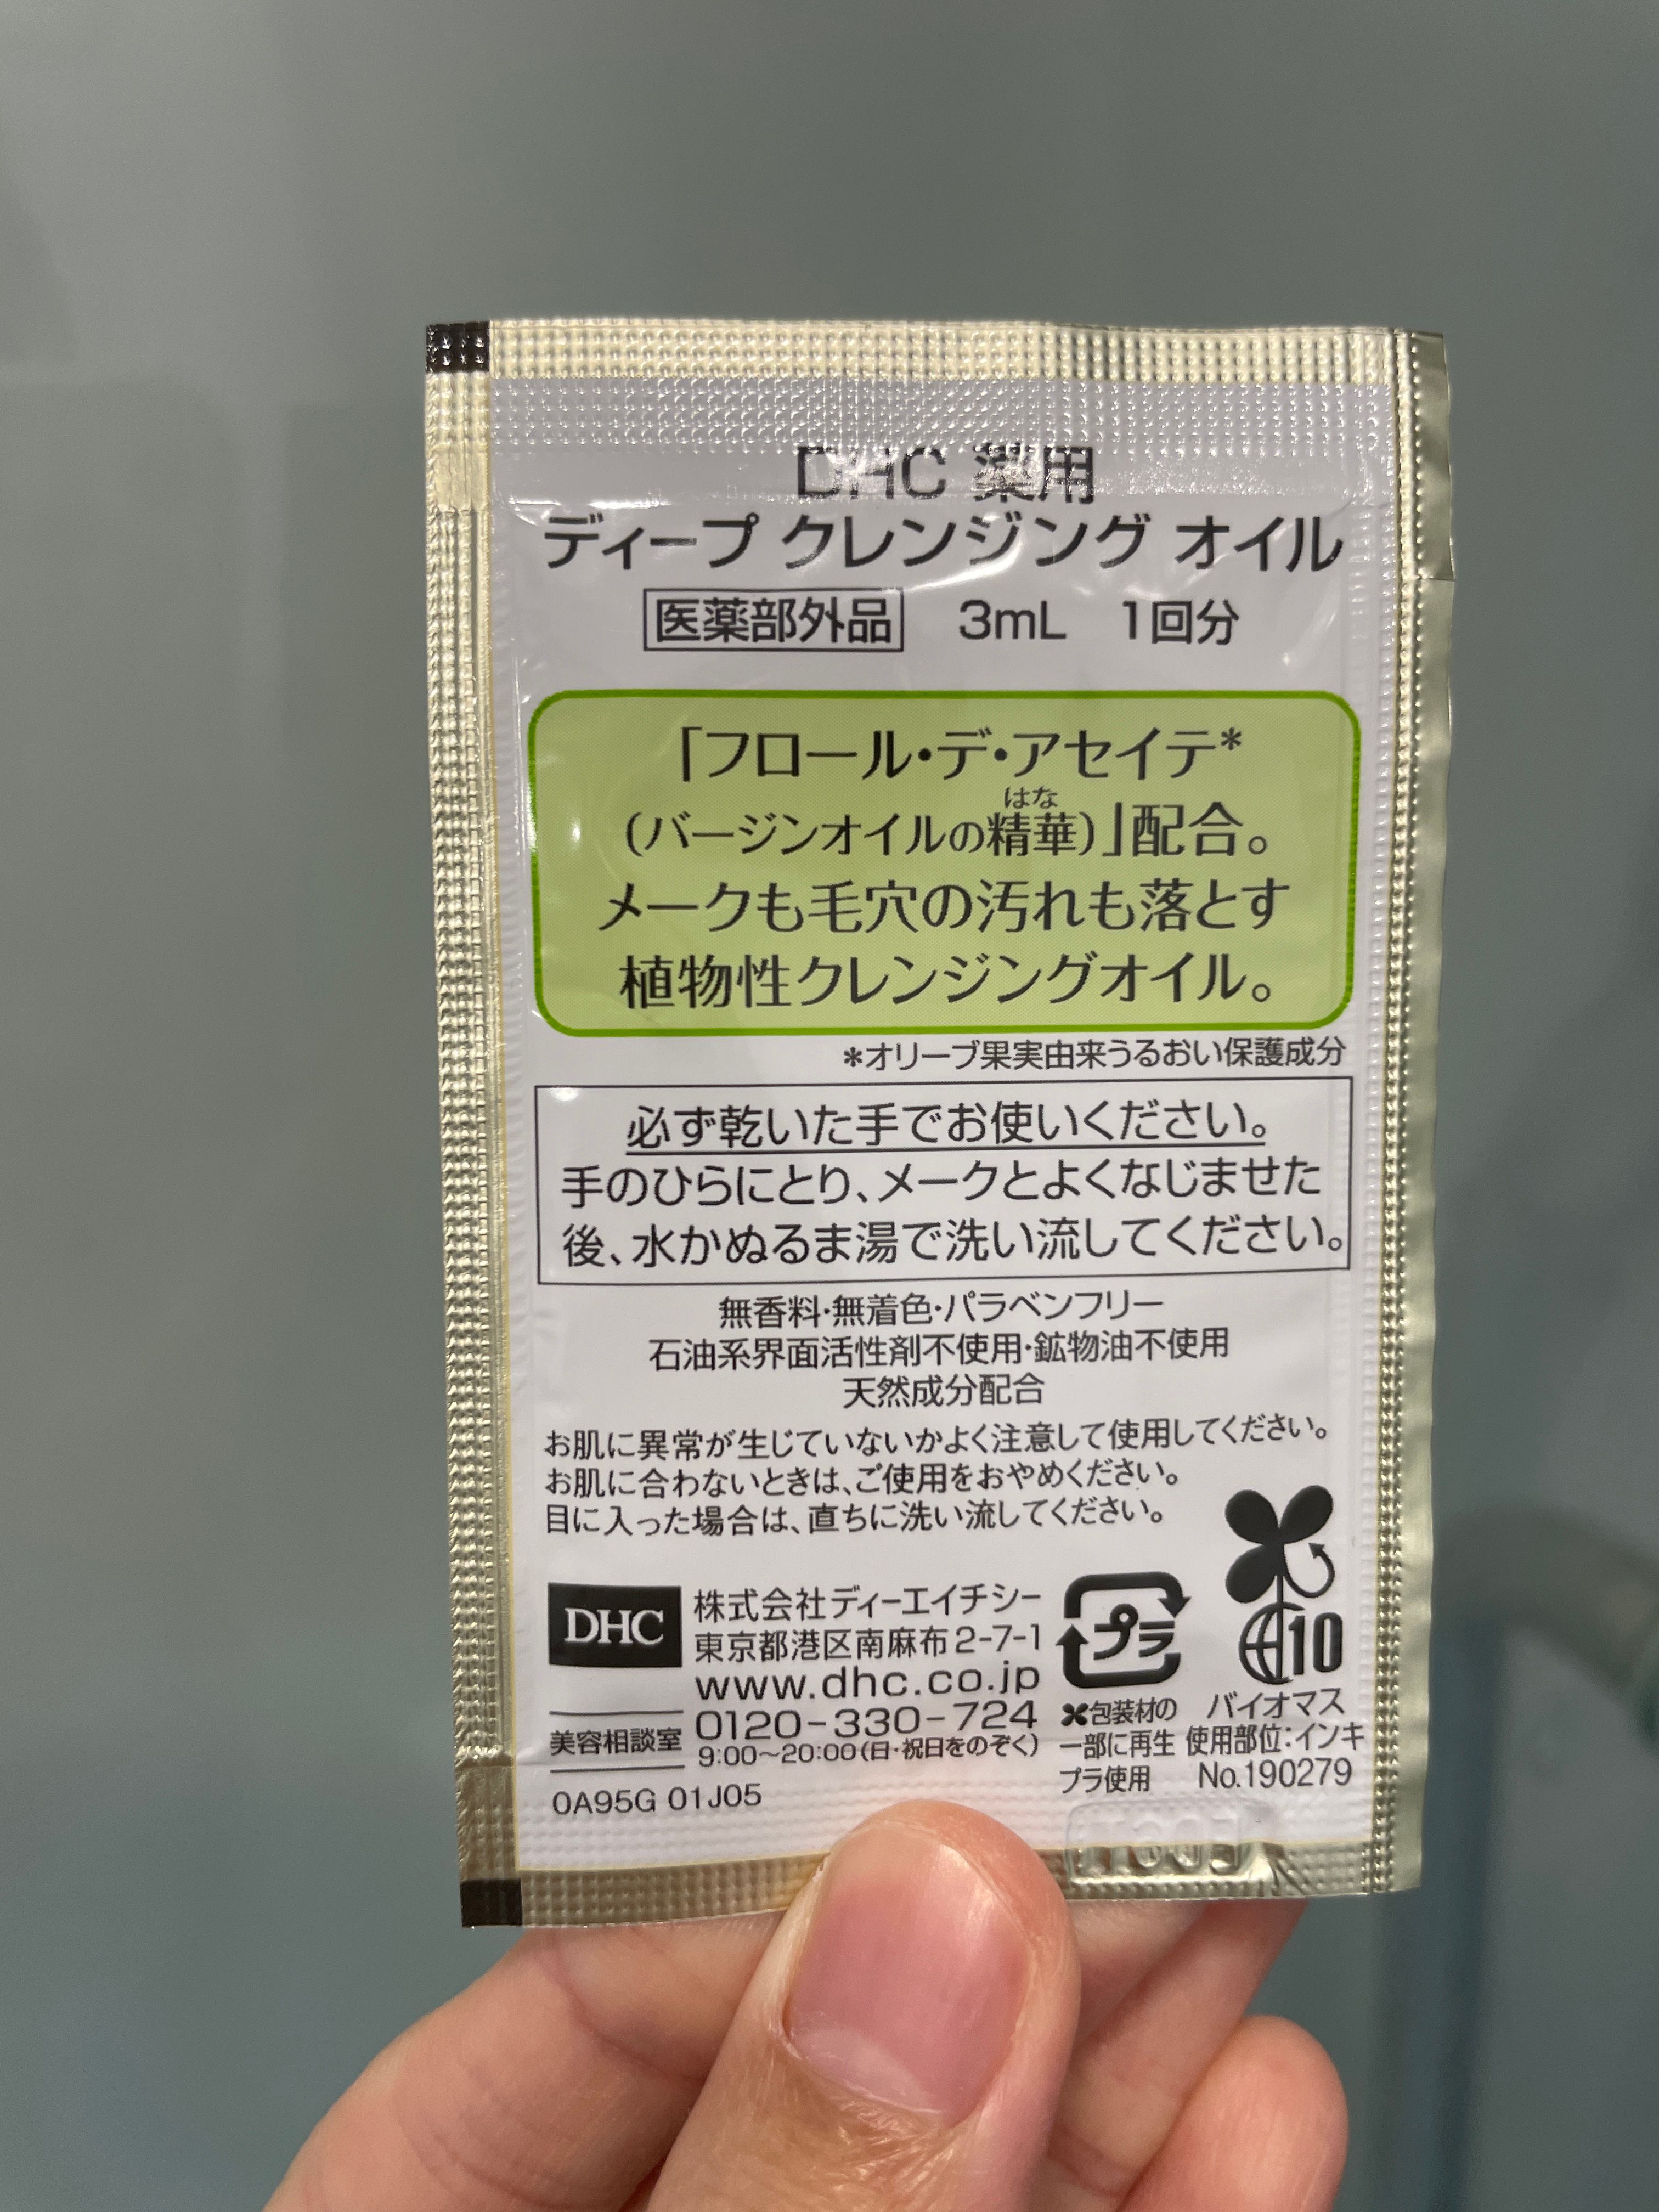 DHC 薬用
ディープ クレンジング オイル
医薬部外品 3mL 1回分
「フロール・デ・アセイテ*
はな
(バージンオイルの精華)」配合。
メークも毛穴の汚れも落とす
植物性クレンジングオイル。
*オリーブ果実由来うるおい保護成分
必ず乾いた手でお使いください。
手のひらにとり、メークとよくなじませた
後、水かぬるま湯で洗い流してください。
無香料・無着色・パラベンフリー
石油系界面活性剤不使用・鉱物油不使用
天然成分配合
お肌に異常が生じていないかよく注意して使用してください。
お肌に合わないときは、ご使用をおやめください。
目に入った場合は、直ちに洗い流してください。
DHC
株式会社ディーエイチシー
東京都港区南麻布2-7-1
www.dhc.co.jp
美容相談室
0120-330-724
9:00〜20:00(日・祝日をのぞく)
0A95G 01J05
プラ
包装材の
一部に再生
プラ使用
10
バイオマス
使用部位:インキ
No.190279